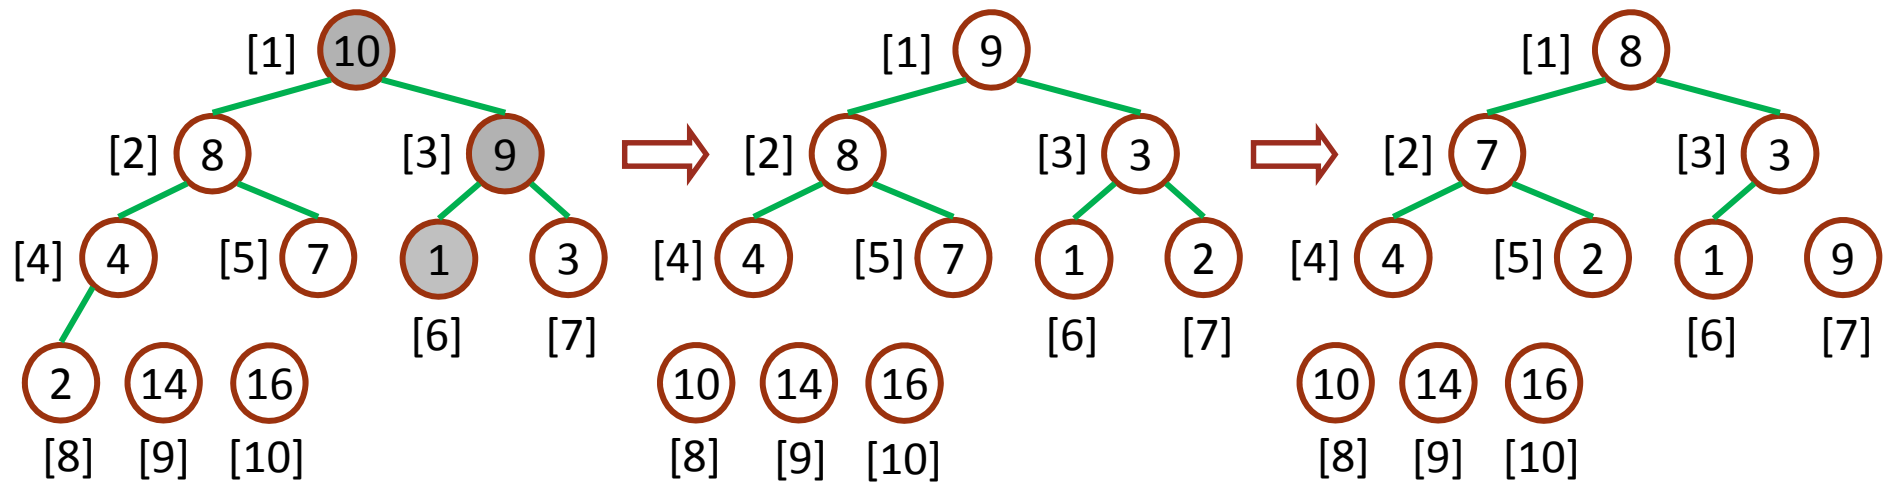 [1] 10 [1] 9 [1] 8
[2] 8 [3] 9 [2] 8 [3] 3 [2] 7 [3] 3
[4] 4 [5] 7 1 3 [4] 4 [5] 7 1 2 [4] 4 [5] 2 1 9
[6] [7] [6] [7] [6] [7]
2 14 16 10 14 16 10 14 16
[8] [9] [10] [8] [9] [10] [8] [9] [10]